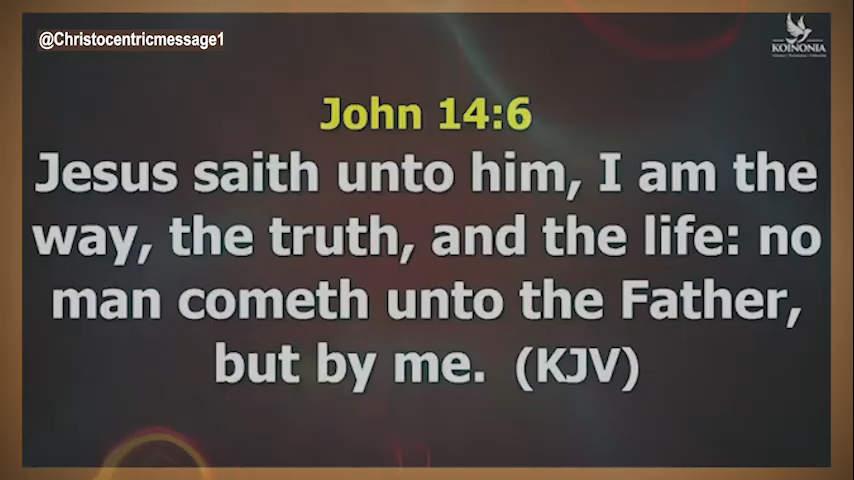 @Christocentricmessage1
KOINONIA
John 14:6
Jesus saith unto him, I am the
way, the truth, and the life: no
man cometh unto the Father,
but by me. (KJV)